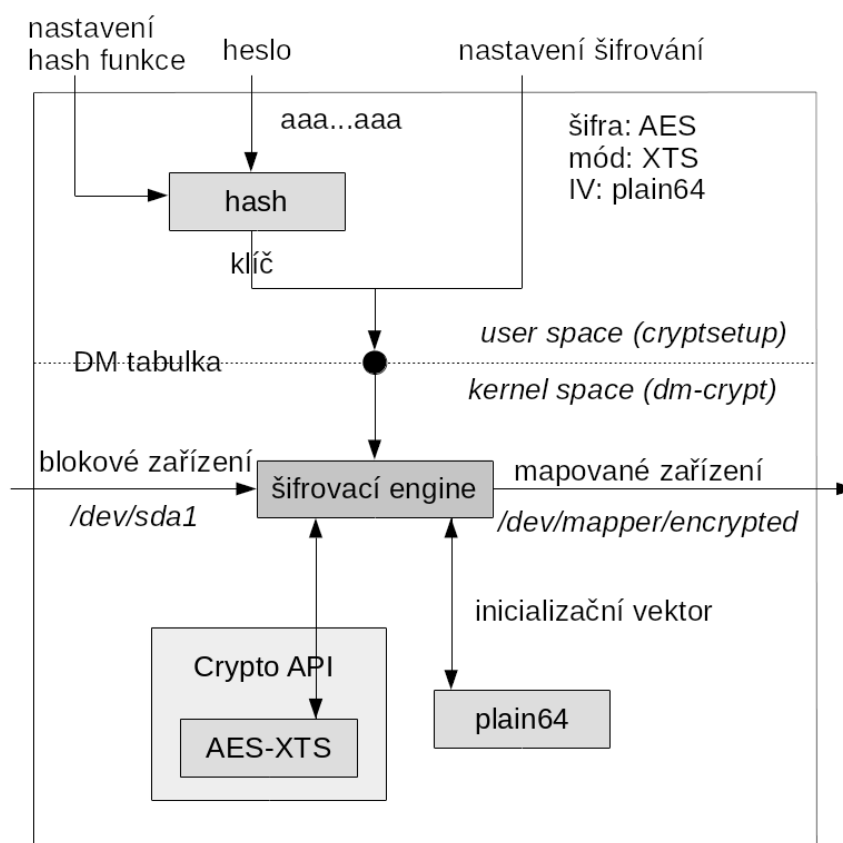 nastavení
hash funkce
heslo
nastavení šifrování
aaa...aaa
šifra: AES
mód: XTS
IV: plain64
hash
klíč
user space (cryptsetup)
DM tabulka
kernel space (dm-crypt)
blokové zařízení
šifrovací engine
mapované zařízení
/dev/sda1
/dev/mapper/encrypted
inicializační vektor
Crypto API
plain64
AES-XTS